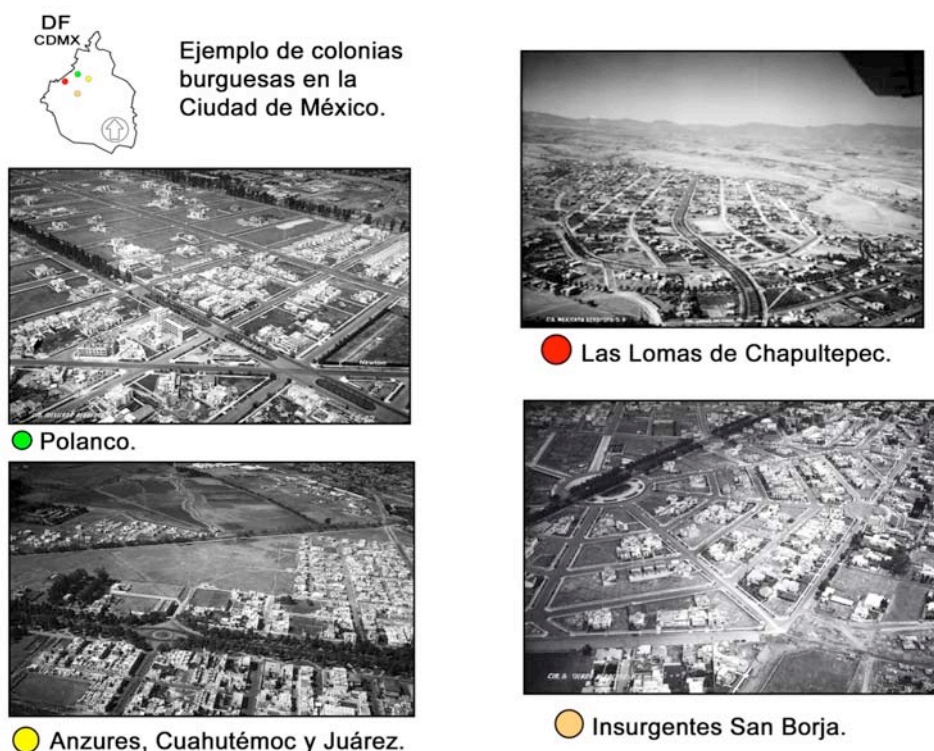 DF
CDMX
Ejemplo de colonias
burguesas en la
Ciudad de México.
Polanco.
Las Lomas de Chapultepec.
Anzures, Cuahutémoc y Juárez.
Insurgentes San Borja.